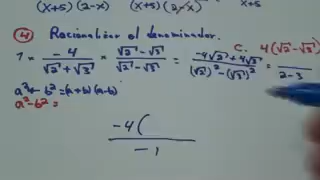 (x+5)(2-x) (x+5)(2-x) x+5
4 Racionalizar el denominador.
1 × -4 / √2 + √3 × √2 - √3 / √2 - √3 = -4√2 + 4√3 / (√2)² - (√3)² = C. 4(√2 - √3) / 2-3
a² - b² = (a+b)(a-b)
a² - b² =
-4(
-1